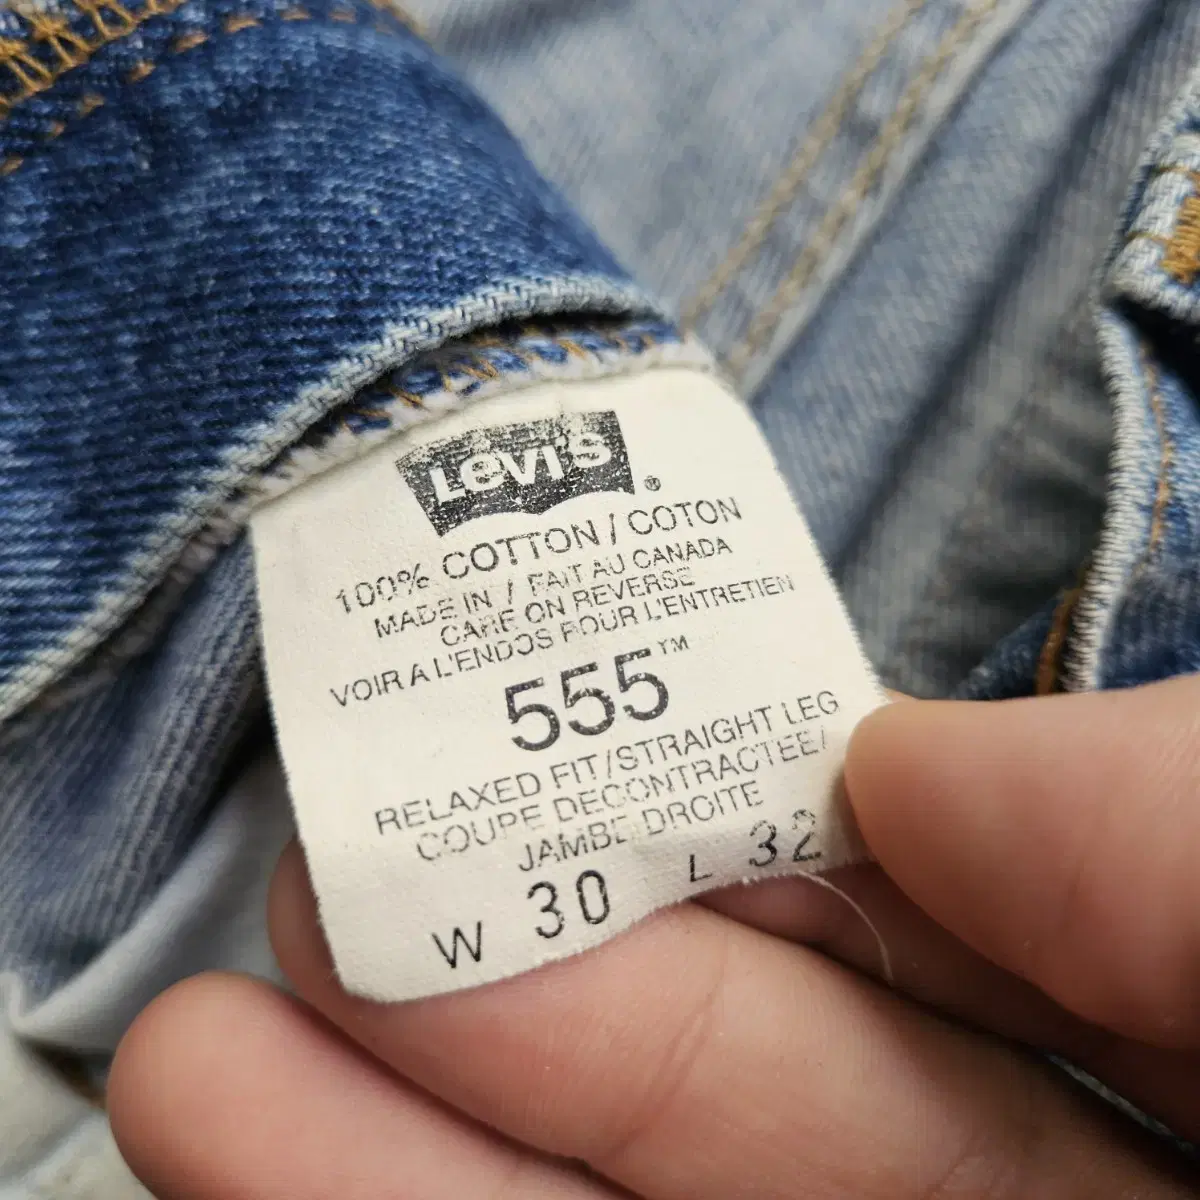 Levi's®
100% COTTON / COTON
MADE IN / FAIT AU CANADA
CARE ON REVERSE
VOIR A L'ENDOS POUR L'ENTRETIEN
555™
RELAXED FIT/STRAIGHT LEG
COUPE DECONTRACTEE/
JAMBE DROITE
W 30 L 32